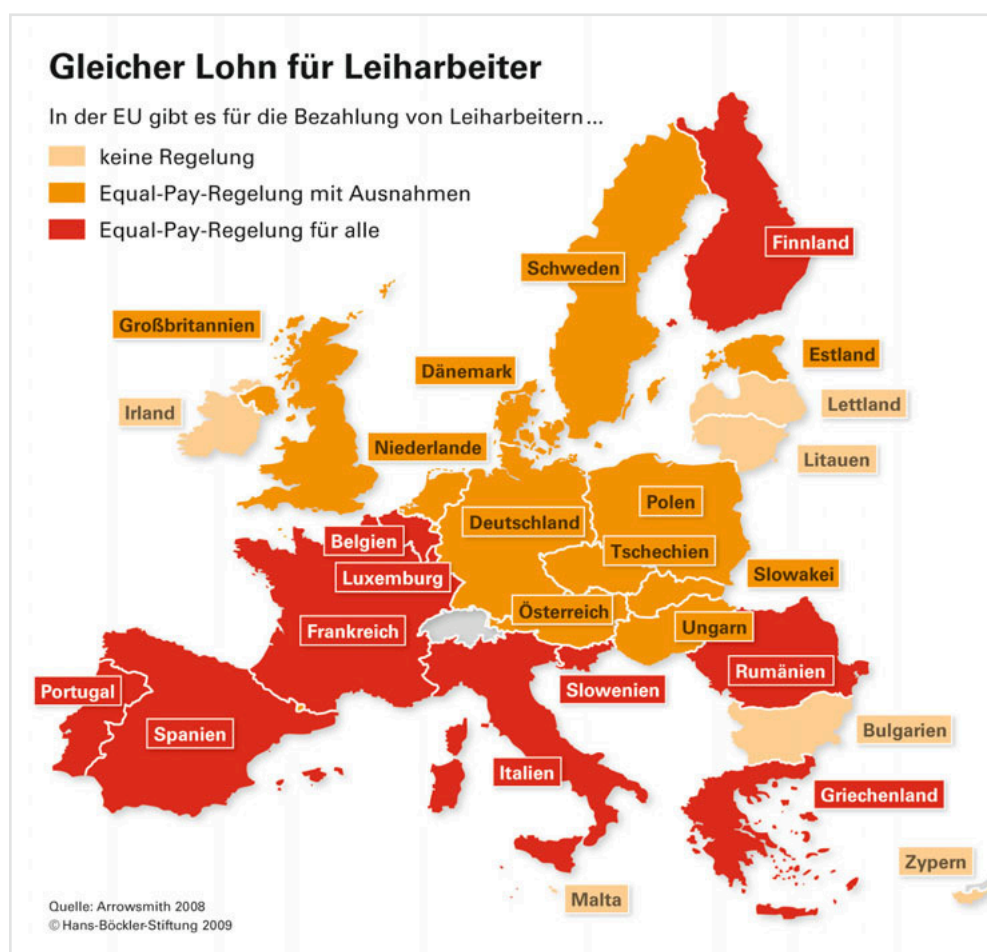 Gleicher Lohn für Leiharbeiter
In der EU gibt es für die Bezahlung von Leiharbeitern...
keine Regelung
Equal-Pay-Regelung mit Ausnahmen
Equal-Pay-Regelung für alle
Finnland
Schweden
Großbritannien
Estland
Dänemark
Irland
Lettland
Niederlande
Litauen
Polen
Deutschland
Belgien
Tschechien
Luxemburg
Slowakei
Österreich
Frankreich
Ungarn
Rumänien
Portugal
Slowenien
Spanien
Bulgarien
Italien
Griechenland
Zypern
Malta
Quelle: Arrowsmith 2008
© Hans-Böckler-Stiftung 2009